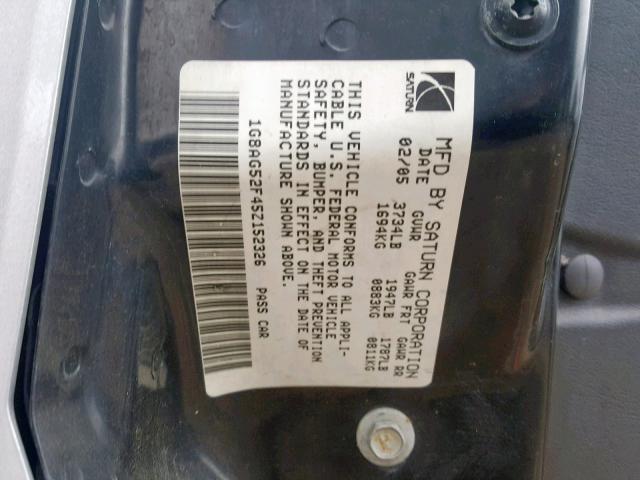 SATURN
MFD BY SATURN CORPORATION
DATE GVWR GAWR FRT GAWR RR
02/05 3734LB 1947LB 1787LB
1694KG 0883KG 0811KG
THIS VEHICLE CONFORMS TO ALL APPLI-
CABLE U.S. FEDERAL MOTOR VEHICLE
SAFETY, BUMPER, AND THEFT PREVENTION
STANDARDS IN EFFECT ON THE DATE OF
MANUFACTURE SHOWN ABOVE.
1G8AG52F45Z152326 PASS CAR